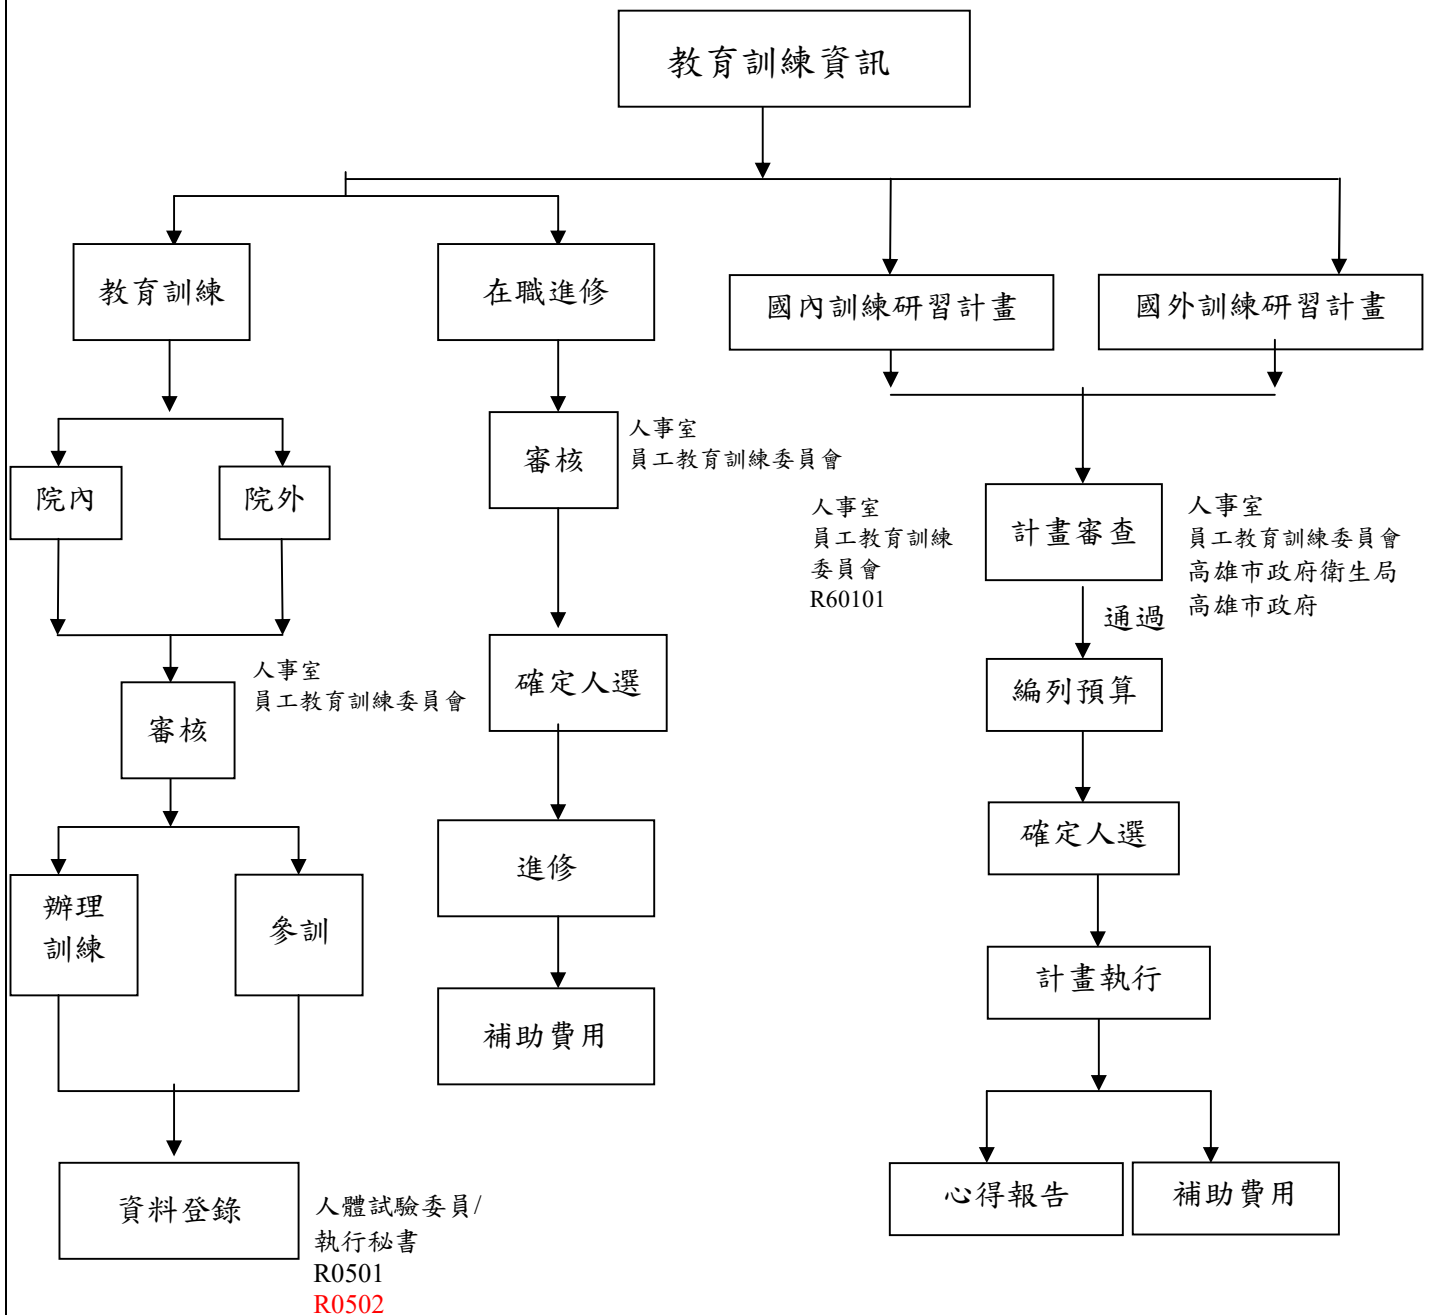 教育訓練資訊
教育訓練
在職進修
國內訓練研習計畫
國外訓練研習計畫
院內
院外
審核
人事室
員工教育訓練委員會
人事室
員工教育訓練
委員會
R60101
計畫審查
人事室
員工教育訓練委員會
高雄市政府衛生局
高雄市政府
通過
審核
人事室
員工教育訓練委員會
確定人選
編列預算
辦理
訓練
參訓
進修
確定人選
計畫執行
補助費用
資料登錄
人體試驗委員/
執行秘書
R0501
R0502
心得報告
補助費用